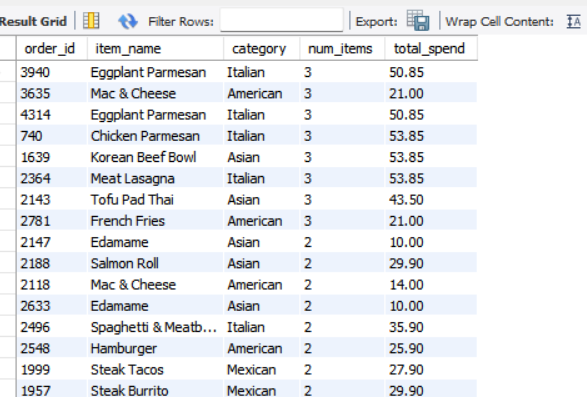 Result Grid Filter Rows: Export: Wrap Cell Content: IA
order_id item_name category num_items total_spend
3940 Eggplant Parmesan Italian 3 50.85
3635 Mac & Cheese American 3 21.00
4314 Eggplant Parmesan Italian 3 50.85
740 Chicken Parmesan Italian 3 53.85
1639 Korean Beef Bowl Asian 3 53.85
2364 Meat Lasagna Italian 3 53.85
2143 Tofu Pad Thai Asian 3 43.50
2781 French Fries American 3 21.00
2147 Edamame Asian 2 10.00
2188 Salmon Roll Asian 2 29.90
2118 Mac & Cheese American 2 14.00
2633 Edamame Asian 2 10.00
2496 Spaghetti & Meatb... Italian 2 35.90
2548 Hamburger American 2 25.90
1999 Steak Tacos Mexican 2 27.90
1957 Steak Burrito Mexican 2 29.90